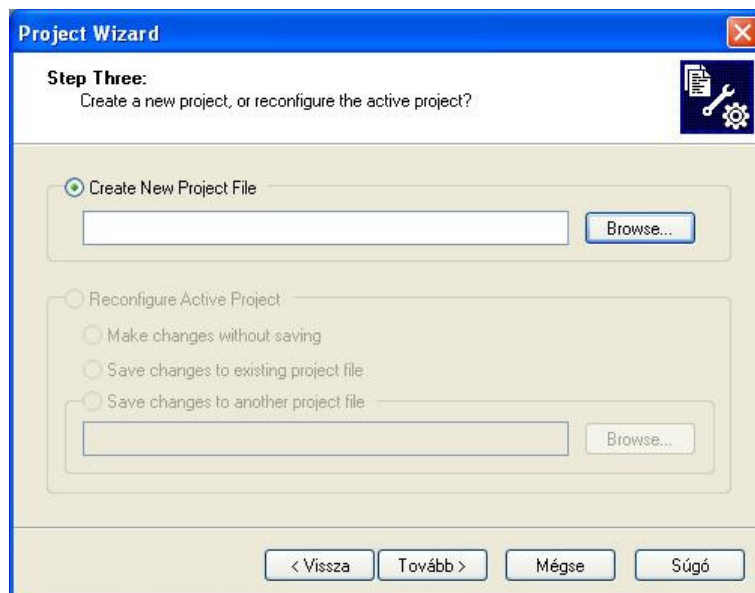 Project Wizard
Step Three:
Create a new project, or reconfigure the active project?
Create New Project File
Browse...
Reconfigure Active Project
Make changes without saving
Save changes to existing project file
Save changes to another project file
Browse...
< Vissza Tovább > Mégse Súgó